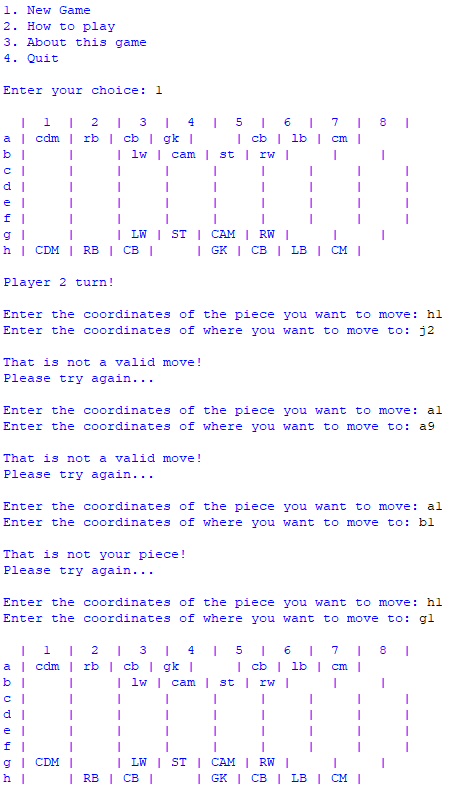 1. New Game
2. How to play
3. About this game
4. Quit
Enter your choice: 1
| 1 | 2 | 3 | 4 | 5 | 6 | 7 | 8 |
a | cdm | rb | cb | gk | | cb | lb | cm |
b | | | lw | cam | st | rw | | |
c | | | | | | | | |
d | | | | | | | | |
e | | | | | | | | |
f | | | | | | | | |
g | | | LW | ST | CAM | RW | | |
h | CDM | RB | CB | | GK | CB | LB | CM |
Player 2 turn!
Enter the coordinates of the piece you want to move: h1
Enter the coordinates of where you want to move to: j2
That is not a valid move!
Please try again...
Enter the coordinates of the piece you want to move: a1
Enter the coordinates of where you want to move to: a9
That is not a valid move!
Please try again...
Enter the coordinates of the piece you want to move: a1
Enter the coordinates of where you want to move to: b1
That is not your piece!
Please try again...
Enter the coordinates of the piece you want to move: h1
Enter the coordinates of where you want to move to: g1
| 1 | 2 | 3 | 4 | 5 | 6 | 7 | 8 |
a | cdm | rb | cb | gk | | cb | lb | cm |
b | | | lw | cam | st | rw | | |
c | | | | | | | | |
d | | | | | | | | |
e | | | | | | | | |
f | | | | | | | | |
g | CDM | | LW | ST | CAM | RW | | |
h | | RB | CB | | GK | CB | LB | CM |